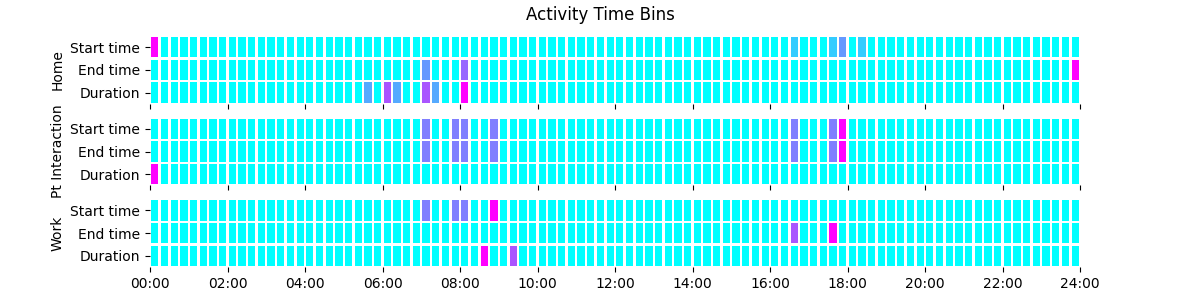 Activity Time Bins
Home
Start time
End time
Duration
Pt Interaction
Start time
End time
Duration
Work
Start time
End time
Duration
00:00 02:00 04:00 06:00 08:00 10:00 12:00 14:00 16:00 18:00 20:00 22:00 24:00